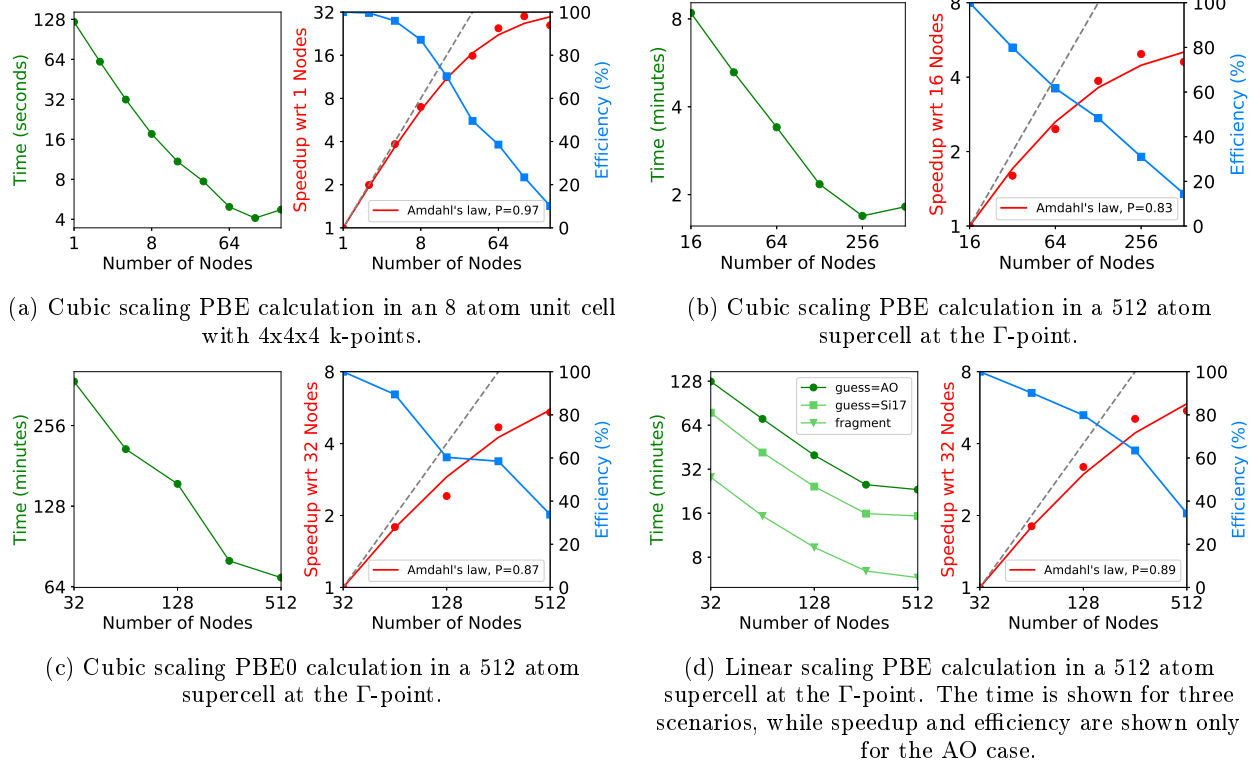 128
64
32
16
8
4
Time (seconds)
1
8
64
Number of Nodes
32
16
8
4
2
1
Speedup wrt 1 Nodes
1
8
64
Number of Nodes
100
80
60
40
20
0
Efficiency (%)
Amdahl's law, P=0.97
(a) Cubic scaling PBE calculation in an 8 atom unit cell
with 4x4x4 k-points.
8
4
2
Time (minutes)
16
64
256
Number of Nodes
8
4
2
1
Speedup wrt 16 Nodes
16
64
256
Number of Nodes
100
80
60
40
20
0
Efficiency (%)
Amdahl's law, P=0.83
(b) Cubic scaling PBE calculation in a 512 atom
supercell at the Γ-point.
256
128
64
Time (minutes)
32
128
512
Number of Nodes
8
4
2
1
Speedup wrt 32 Nodes
32
128
512
Number of Nodes
100
80
60
40
20
0
Efficiency (%)
Amdahl's law, P=0.87
(c) Cubic scaling PBE0 calculation in a 512 atom
supercell at the Γ-point.
128
64
32
16
8
Time (minutes)
guess=AO
guess=Si17
fragment
32
128
512
Number of Nodes
8
4
2
1
Speedup wrt 32 Nodes
32
128
512
Number of Nodes
100
80
60
40
20
0
Efficiency (%)
Amdahl's law, P=0.89
(d) Linear scaling PBE calculation in a 512 atom
supercell at the Γ-point. The time is shown for three
scenarios, while speedup and efficiency are shown only
for the AO case.